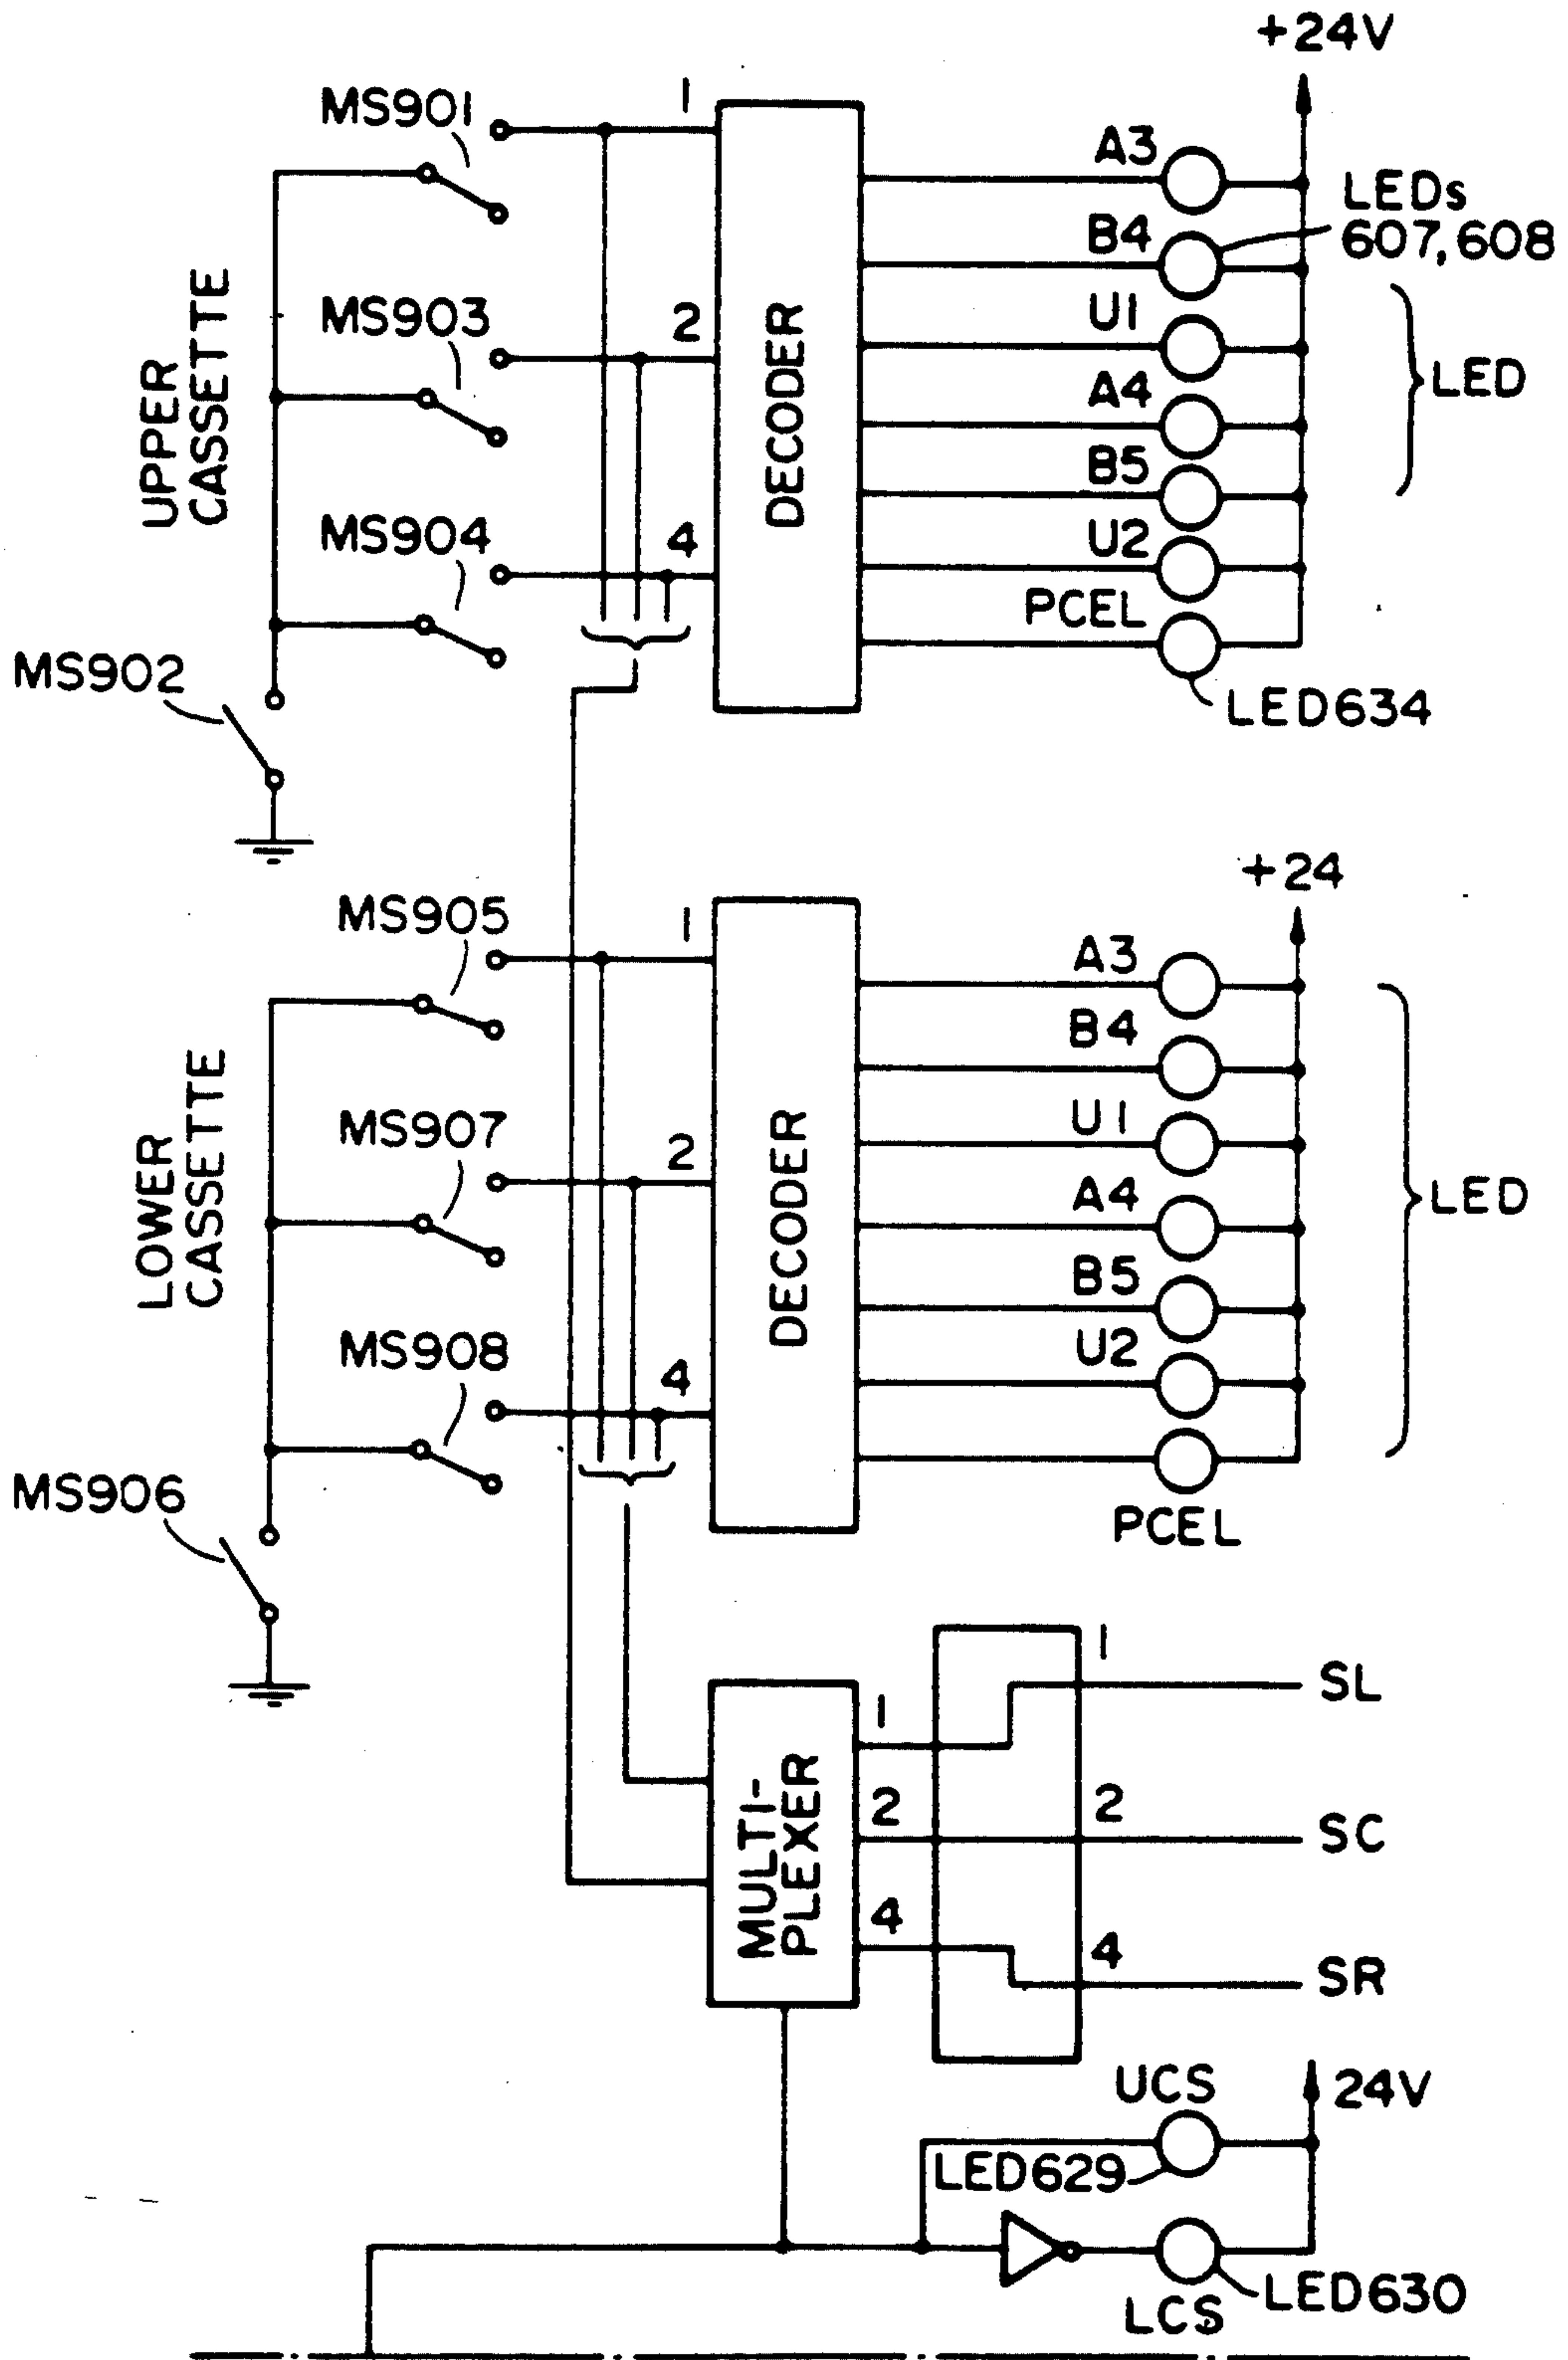 +24V
MS901
1
A3
LEDs
607,608
B4
MS903
2
U1
UPPER
CASSETTE
DECODER
A4
LED
B5
MS904
4
U2
PCEL
MS902
LED634
+24
MS905
1
A3
B4
LOWER
CASSETTE
MS907
2
U1
DECODER
A4
LED
B5
MS908
4
U2
MS906
PCEL
1
SL
1
MULTI-
PLEXER
2
2
SC
4
4
SR
UCS
24V
LED629
LED630
LCS